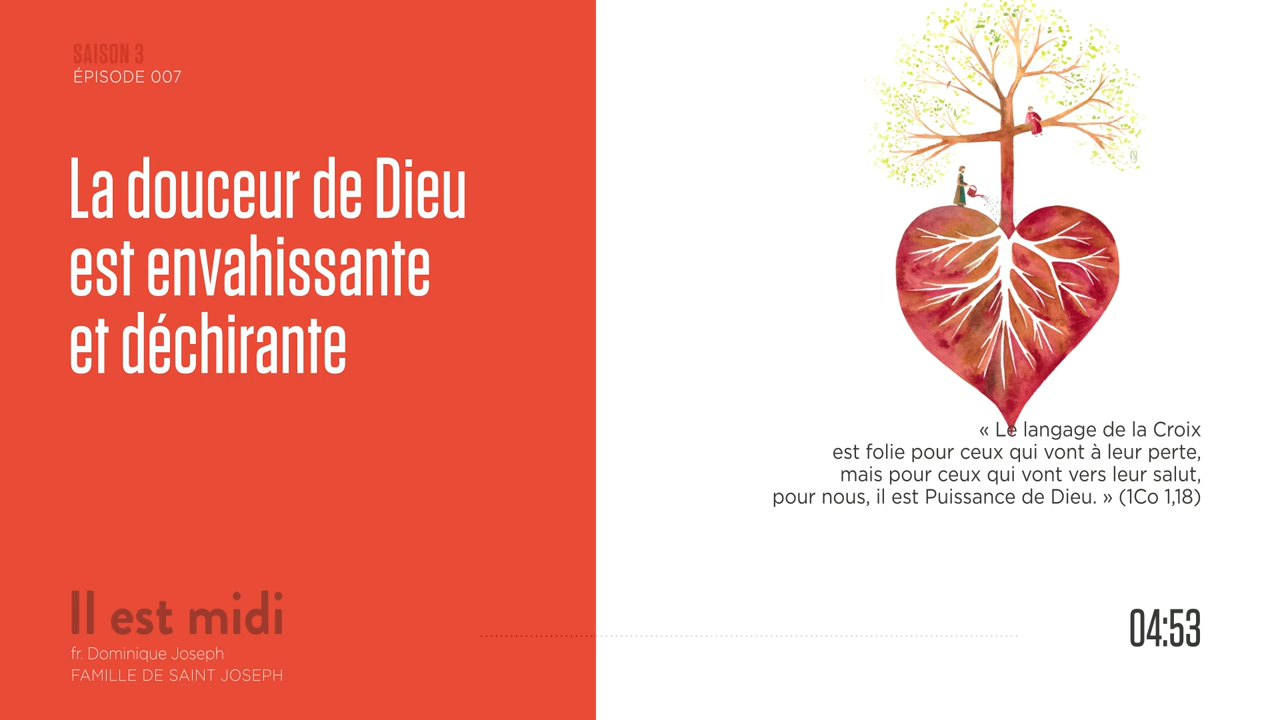 SAISON 3
ÉPISODE 007
La douceur de Dieu
est envahissante
et déchirante
« Le langage de la Croix
est folie pour ceux qui vont à leur perte,
mais pour ceux qui vont vers leur salut,
pour nous, il est Puissance de Dieu. » (1Co 1,18)
Il est midi
fr. Dominique Joseph
FAMILLE DE SAINT JOSEPH
04:53